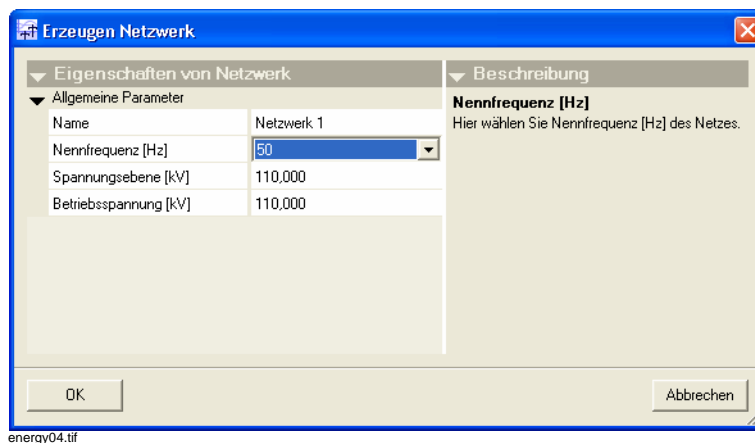 Erzeugen Netzwerk
Eigenschaften von Netzwerk
Allgemeine Parameter
Name Netzwerk 1
Nennfrequenz [Hz] 50
Spannungsebene [kV] 110,000
Betriebsspannung [kV] 110,000
Beschreibung
Nennfrequenz [Hz]
Hier wählen Sie Nennfrequenz [Hz] des Netzes.
OK
Abbrechen
energy04.tif